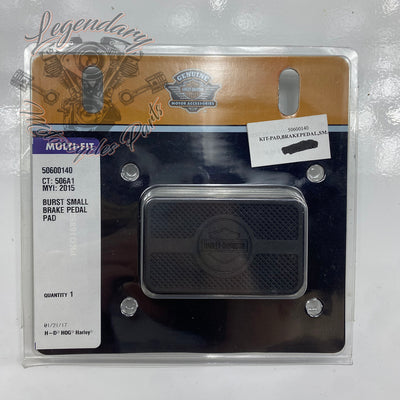 Legendary
Motorcycles Parts
GENUINE
HARLEY-DAVIDSON
MOTOR ACCESSORIES
50600140
KIT-PAD,BRAKEPEDAL,SM.
MULTI-FIT
50600140
CT: 506A1
MYI: 2015
BURST SMALL
BRAKE PEDAL
PAD
HARLEY-DAVIDSON
QUANTITY 1
01/21/17
H-D® HOG® Harley®